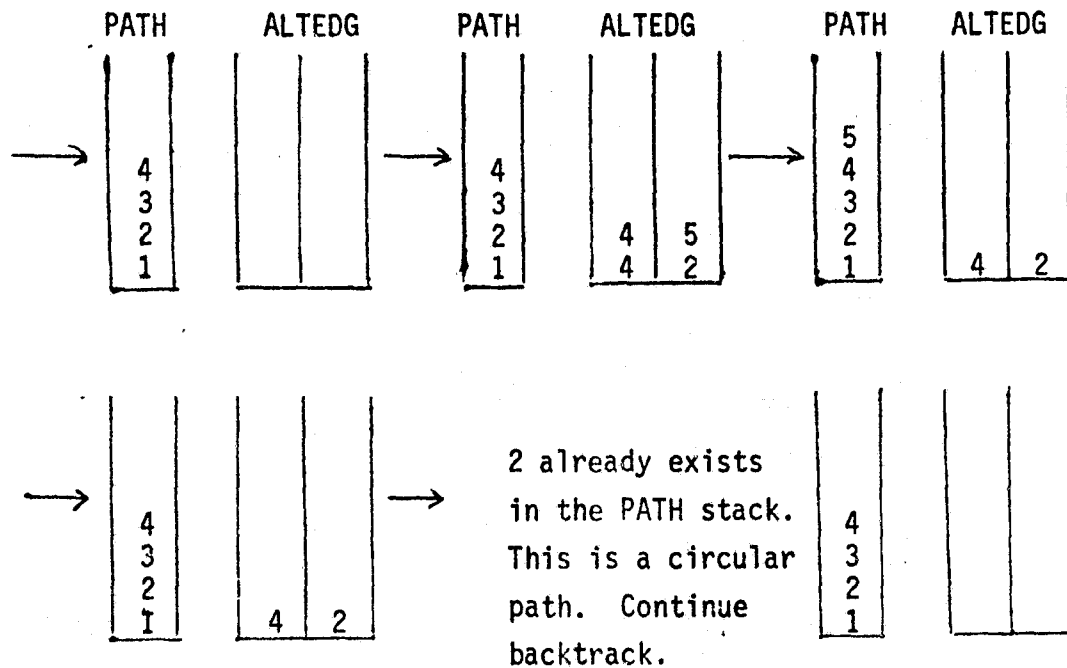 PATH ALTEDG PATH ALTEDG PATH ALTEDG
5
4 4 4
3 3 3
2 4 5 2 2
1 4 2 1 4 2 1
4 4
3 3
2 2
1 4 2 1
2 already exists
in the PATH stack.
This is a circular
path. Continue
backtrack.